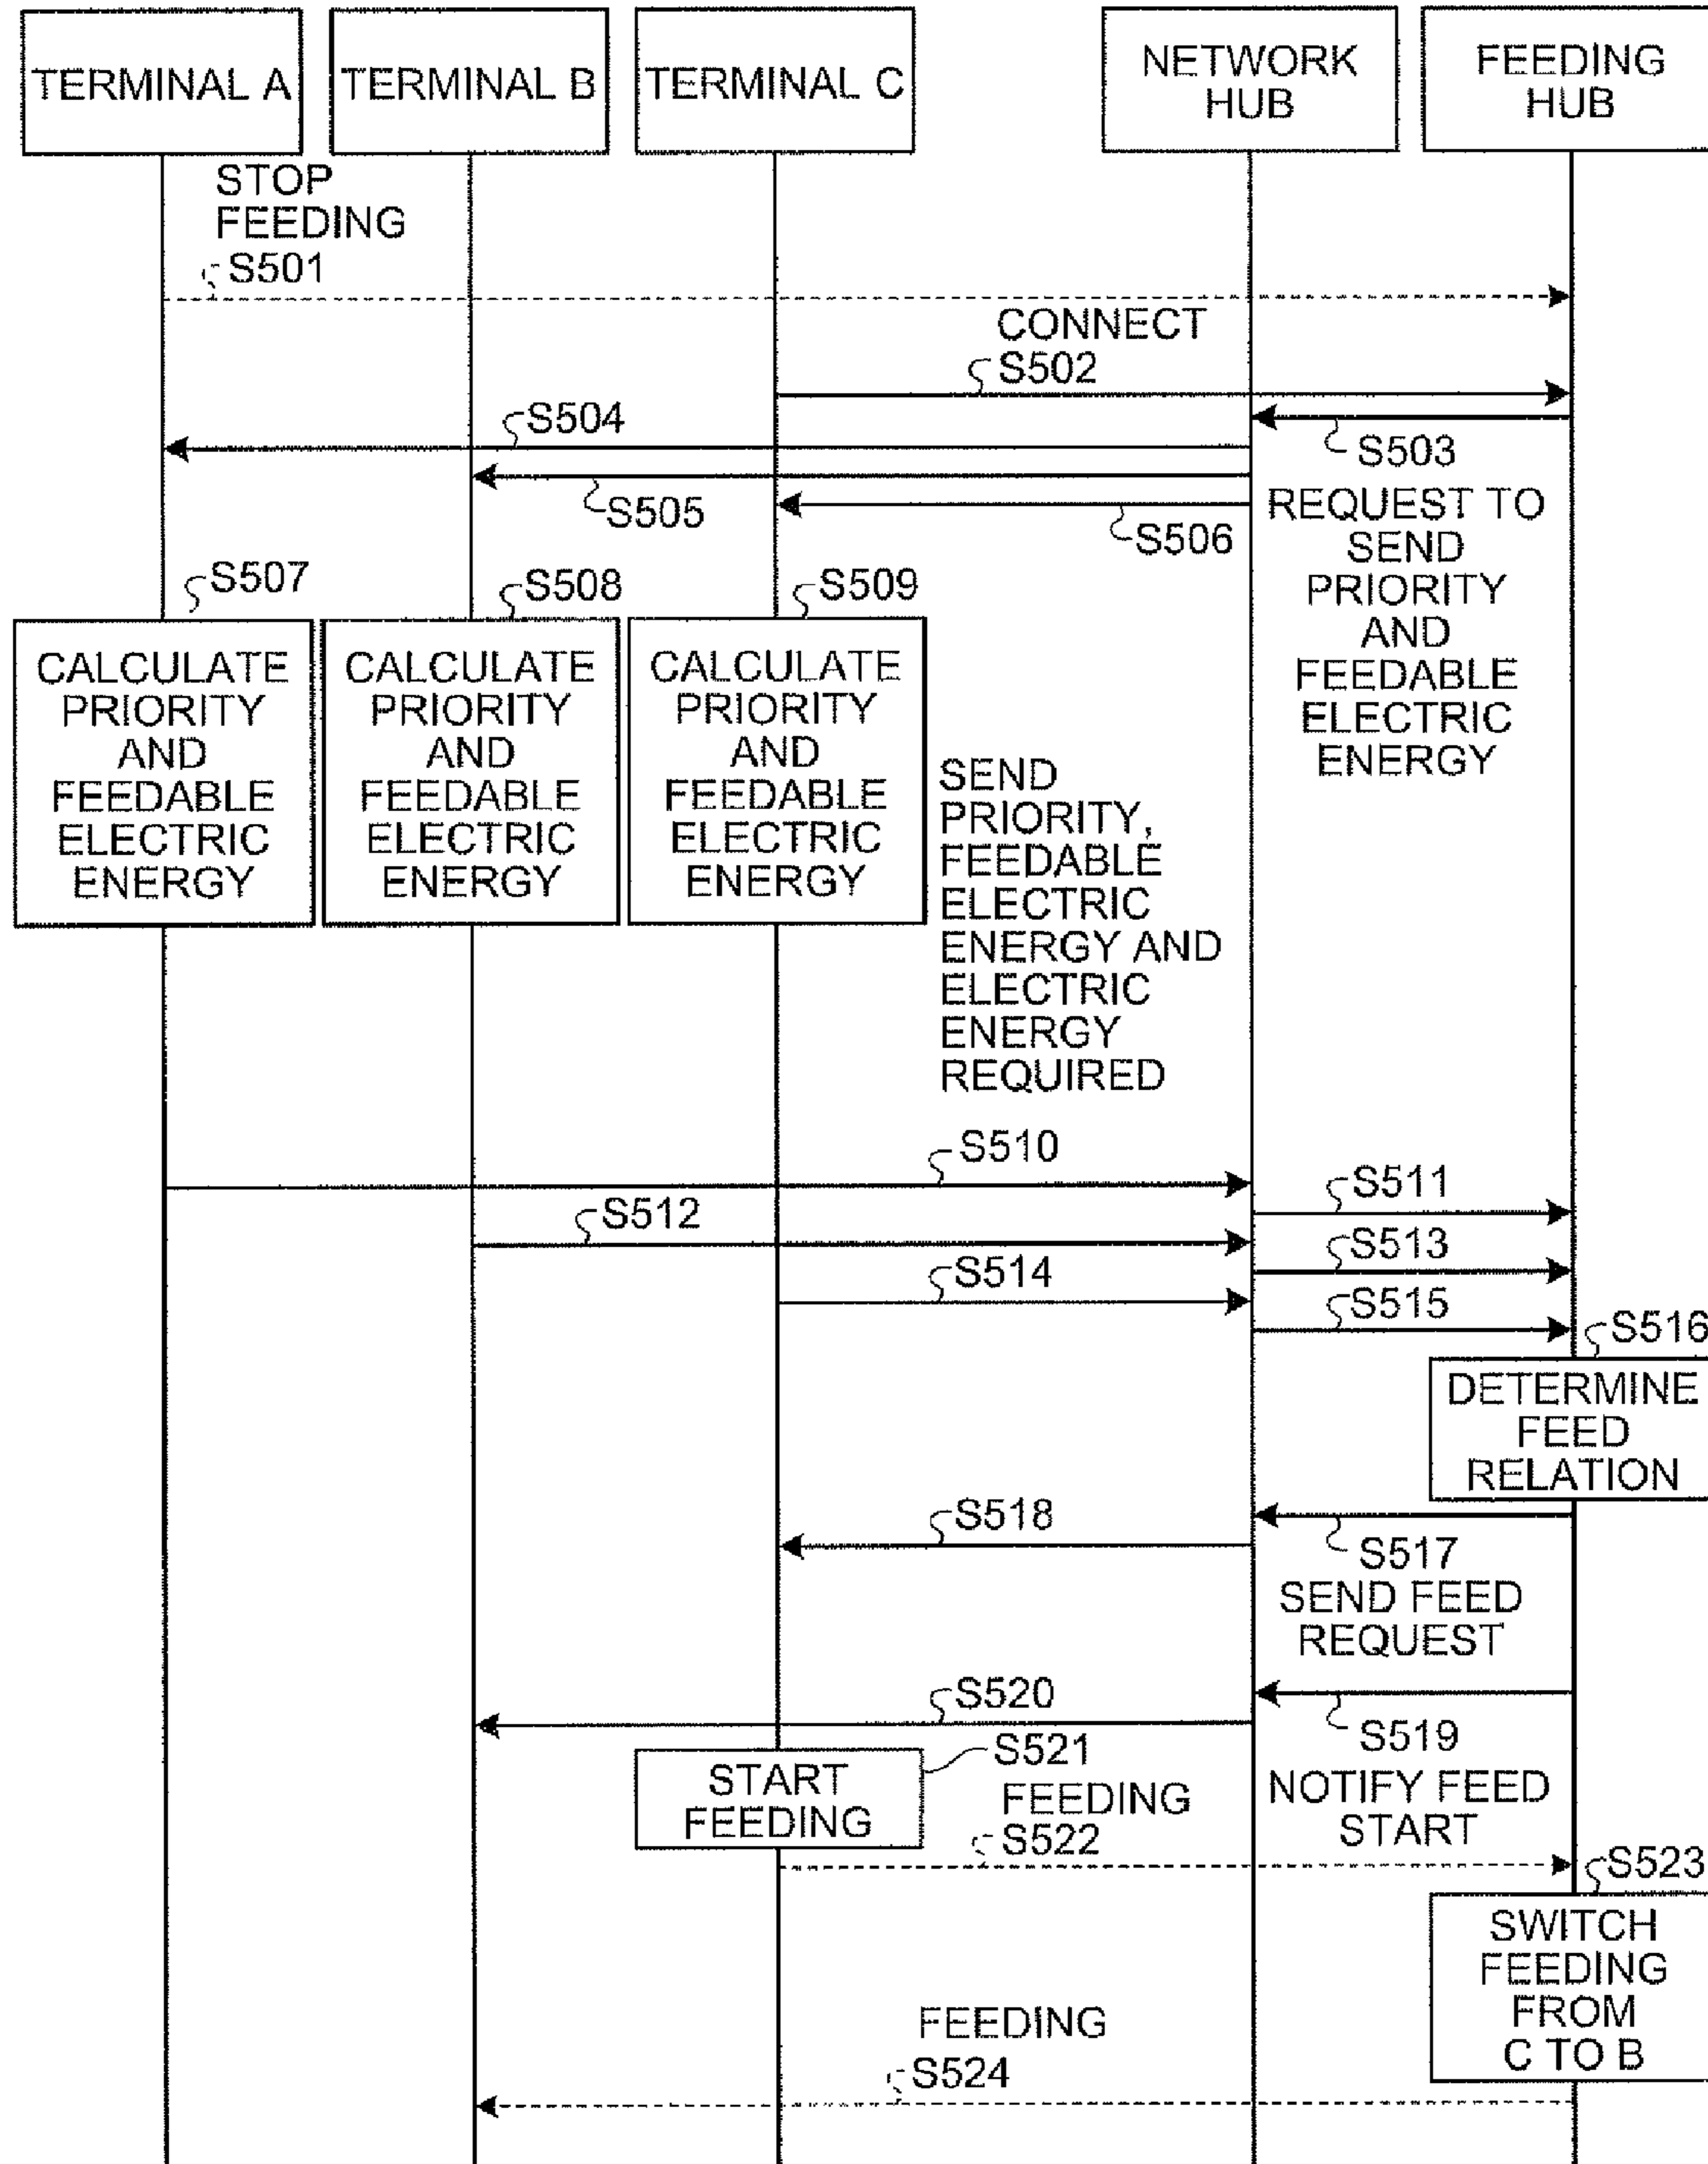 TERMINAL A
TERMINAL B
TERMINAL C
NETWORK
HUB
FEEDING
HUB
STOP
FEEDING
S501
CONNECT
S502
S503
S504
S505
S506
REQUEST TO
SEND
PRIORITY
AND
FEEDABLE
ELECTRIC
ENERGY
S507
CALCULATE
PRIORITY
AND
FEEDABLE
ELECTRIC
ENERGY
S508
CALCULATE
PRIORITY
AND
FEEDABLE
ELECTRIC
ENERGY
S509
CALCULATE
PRIORITY
AND
FEEDABLE
ELECTRIC
ENERGY
SEND
PRIORITY,
FEEDABLE
ELECTRIC
ENERGY AND
ELECTRIC
ENERGY
REQUIRED
S510
S511
S512
S513
S514
S515
S516
DETERMINE
FEED
RELATION
S518
S517
SEND FEED
REQUEST
S520
S519
NOTIFY FEED
START
S521
START
FEEDING
FEEDING
S522
S523
SWITCH
FEEDING
FROM
C TO B
FEEDING
S524